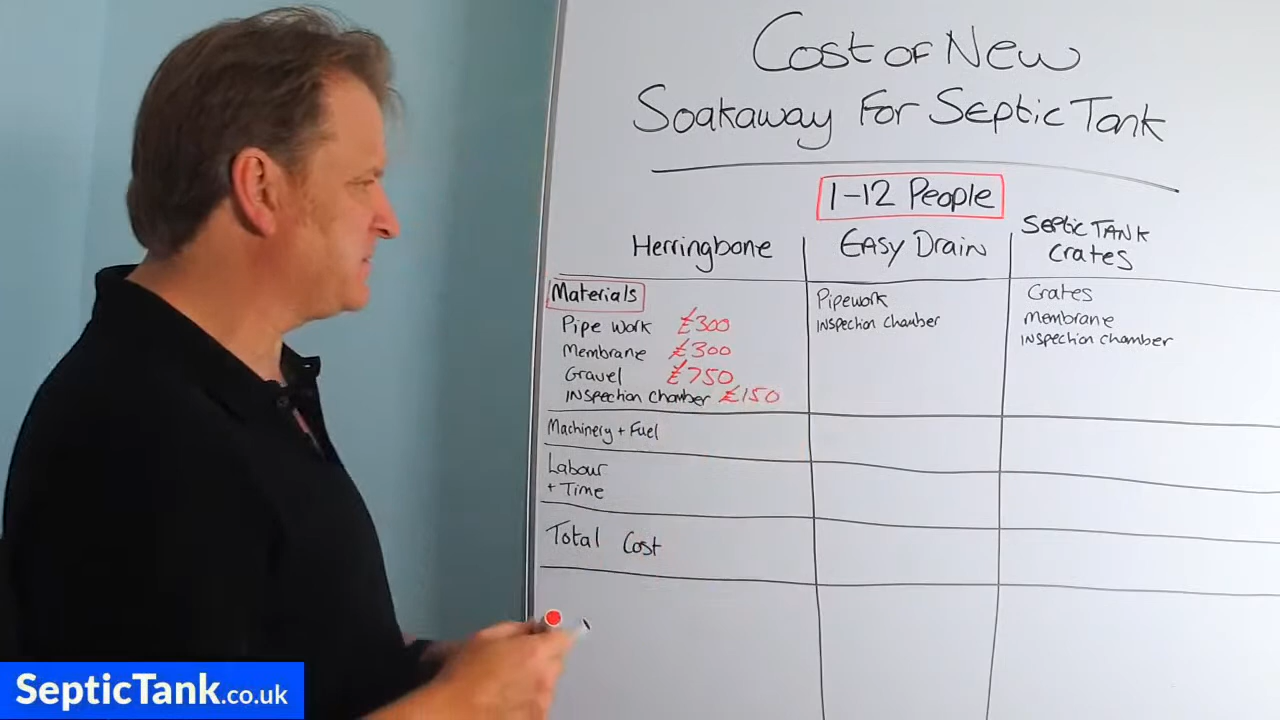 Cost of New
Soakaway For Septic Tank
1-12 People
Herringbone
EASy Drain
SEPtic TANK
Crates
Materials
Pipe work £300
Membrane £300
Gravel £750
INSpection chamber £150
Pipework
INSpection chamber
Crates
Membrane
INSpection chamber
Machinery + Fuel
Labour
+ Time
Total Cost
SepticTank.co.uk